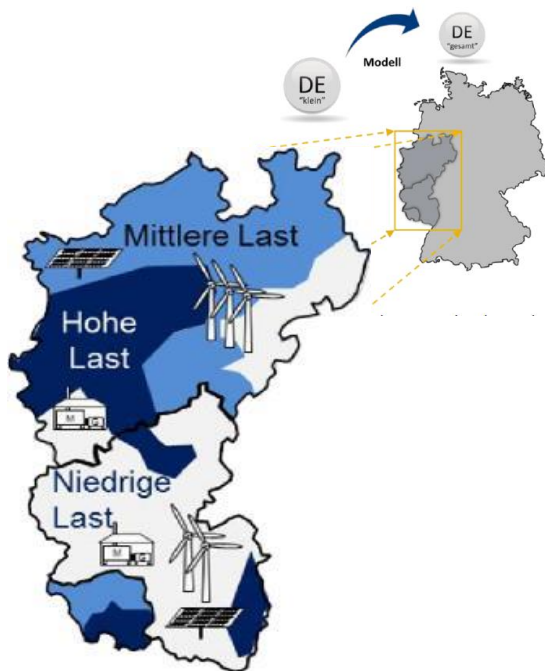 DE
"gesamt"
Modell
DE
"klein"
Mittlere Last
Hohe
Last
M
G
Niedrige
Last
M
G